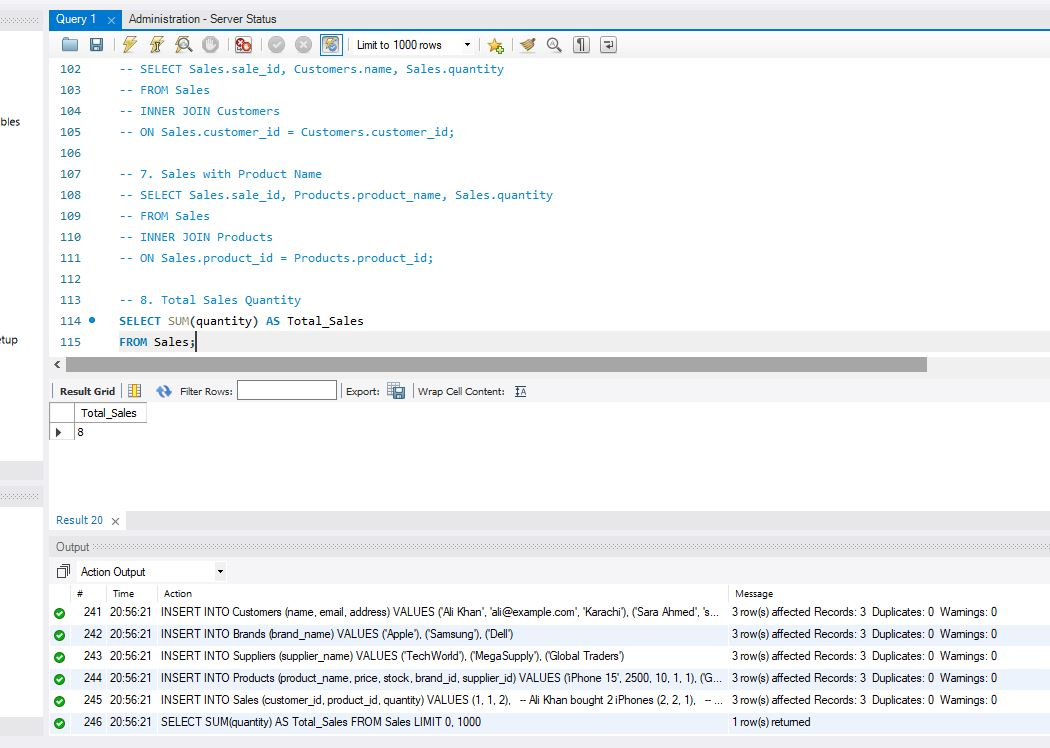 Query 1
Administration - Server Status
Limit to 1000 rows
bles
etup
102 -- SELECT Sales.sale_id, Customers.name, Sales.quantity
103 -- FROM Sales
104 -- INNER JOIN Customers
105 -- ON Sales.customer_id = Customers.customer_id;
106
107 -- 7. Sales with Product Name
108 -- SELECT Sales.sale_id, Products.product_name, Sales.quantity
109 -- FROM Sales
110 -- INNER JOIN Products
111 -- ON Sales.product_id = Products.product_id;
112
113 -- 8. Total Sales Quantity
114 SELECT SUM(quantity) AS Total_Sales
115 FROM Sales;
Result Grid Filter Rows: Export: Wrap Cell Content:
Total_Sales
8
Result 20
Output
Action Output
# Time Action Message
241 20:56:21 INSERT INTO Customers (name, email, address) VALUES ('Ali Khan', 'ali@example.com', 'Karachi'), ('Sara Ahmed', 's... 3 row(s) affected Records: 3 Duplicates: 0 Warnings: 0
242 20:56:21 INSERT INTO Brands (brand_name) VALUES ('Apple'), ('Samsung'), ('Dell') 3 row(s) affected Records: 3 Duplicates: 0 Warnings: 0
243 20:56:21 INSERT INTO Suppliers (supplier_name) VALUES ('TechWorld'), ('MegaSupply'), ('Global Traders') 3 row(s) affected Records: 3 Duplicates: 0 Warnings: 0
244 20:56:21 INSERT INTO Products (product_name, price, stock, brand_id, supplier_id) VALUES ('iPhone 15', 2500, 10, 1, 1), ('G... 3 row(s) affected Records: 3 Duplicates: 0 Warnings: 0
245 20:56:21 INSERT INTO Sales (customer_id, product_id, quantity) VALUES (1, 1, 2), -- Ali Khan bought 2 iPhones (2, 2, 1), -- ... 3 row(s) affected Records: 3 Duplicates: 0 Warnings: 0
246 20:56:21 SELECT SUM(quantity) AS Total_Sales FROM Sales LIMIT 0, 1000 1 row(s) returned